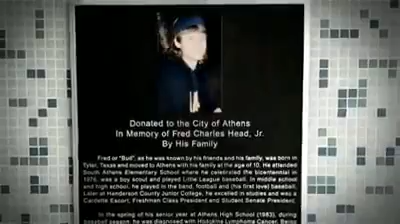 Donated to the City of Athens
In Memory of Fred Charles Head, Jr.
By His Family
Fred or "Bud", as he was known by his friends and his family, was born in
Tyler, Texas and moved to Athens with his family at the age of 10. He attended
South Athens Elementary School where he celebrated the bicentennial in
1976, was a boy scout and played Little League baseball. In middle school
and high school, he played in the band, football and (his first love) baseball.
Later at Henderson County Junior College, he excelled in studies and was a
Cardette Escort, Freshmen Class President and Student Senate President.
In the spring of his senior year at Athens High School (1983), during
baseball season, he was diagnosed with Hodgkins Lymphoma Cancer. Being